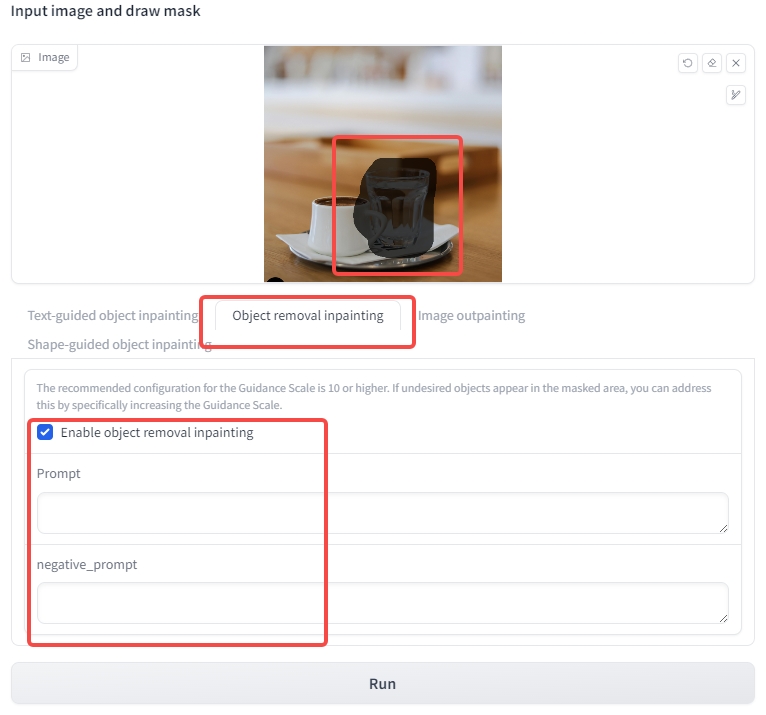 Input image and draw mask
Image
Text-guided object inpainting
Object removal inpainting
Image outpainting
Shape-guided object inpainting
The recommended configuration for the Guidance Scale is 10 or higher. If undesired objects appear in the masked area, you can address
this by specifically increasing the Guidance Scale.
Enable object removal inpainting
Prompt
negative_prompt
Run